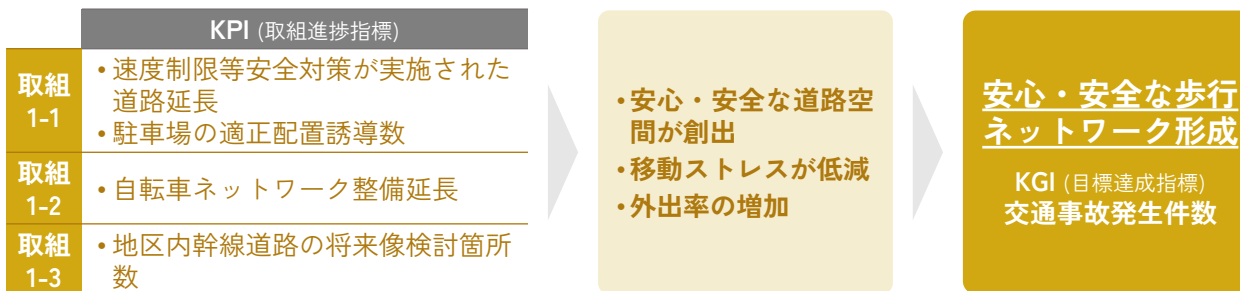 KPI (取組進捗指標)
取組
1-1
• 速度制限等安全対策が実施された
道路延長
• 駐車場の適正配置誘導数
取組
1-2
• 自転車ネットワーク整備延長
取組
1-3
• 地区内幹線道路の将来像検討箇所
数
•安心・安全な道路空
間が創出
•移動ストレスが低減
•外出率の増加
安心・安全な歩行
ネットワーク形成
KGI (目標達成指標)
交通事故発生件数